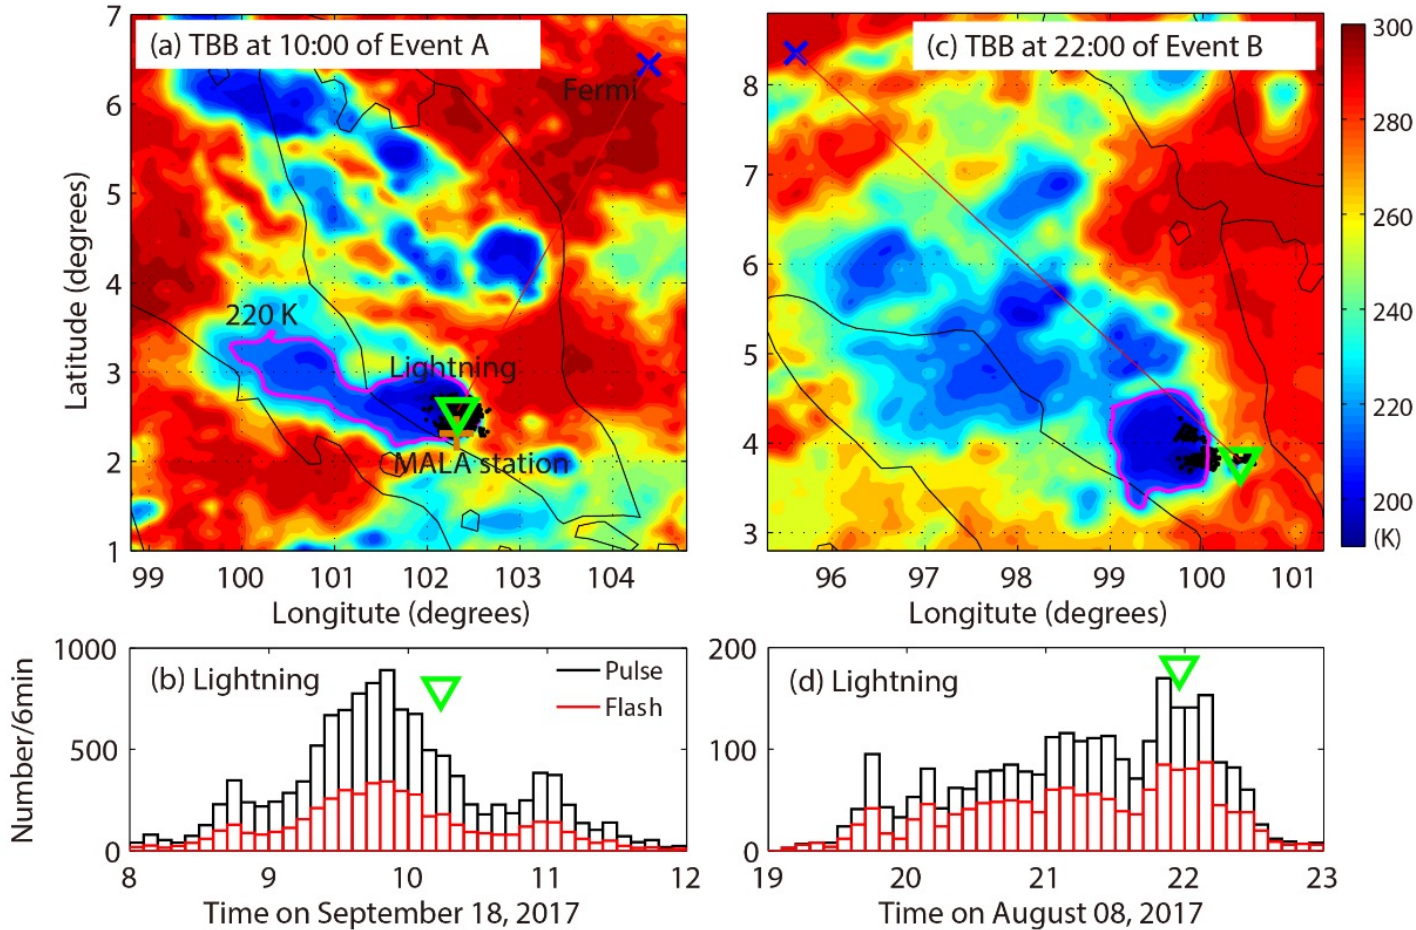 (a) TBB at 10:00 of Event A
(c) TBB at 22:00 of Event B
Fermi
220 K
Lightning
MALA station
7
6
5
4
3
2
1
Latitude (degrees)
99 100 101 102 103 104
Longitute (degrees)
8
7
6
5
4
3
96 97 98 99 100 101
Longitute (degrees)
300
280
260
240
220
200
(K)
(b) Lightning
Pulse
Flash
1000
500
0
Number/6min
8 9 10 11 12
Time on September 18, 2017
(d) Lightning
200
100
0
19 20 21 22 23
Time on August 08, 2017